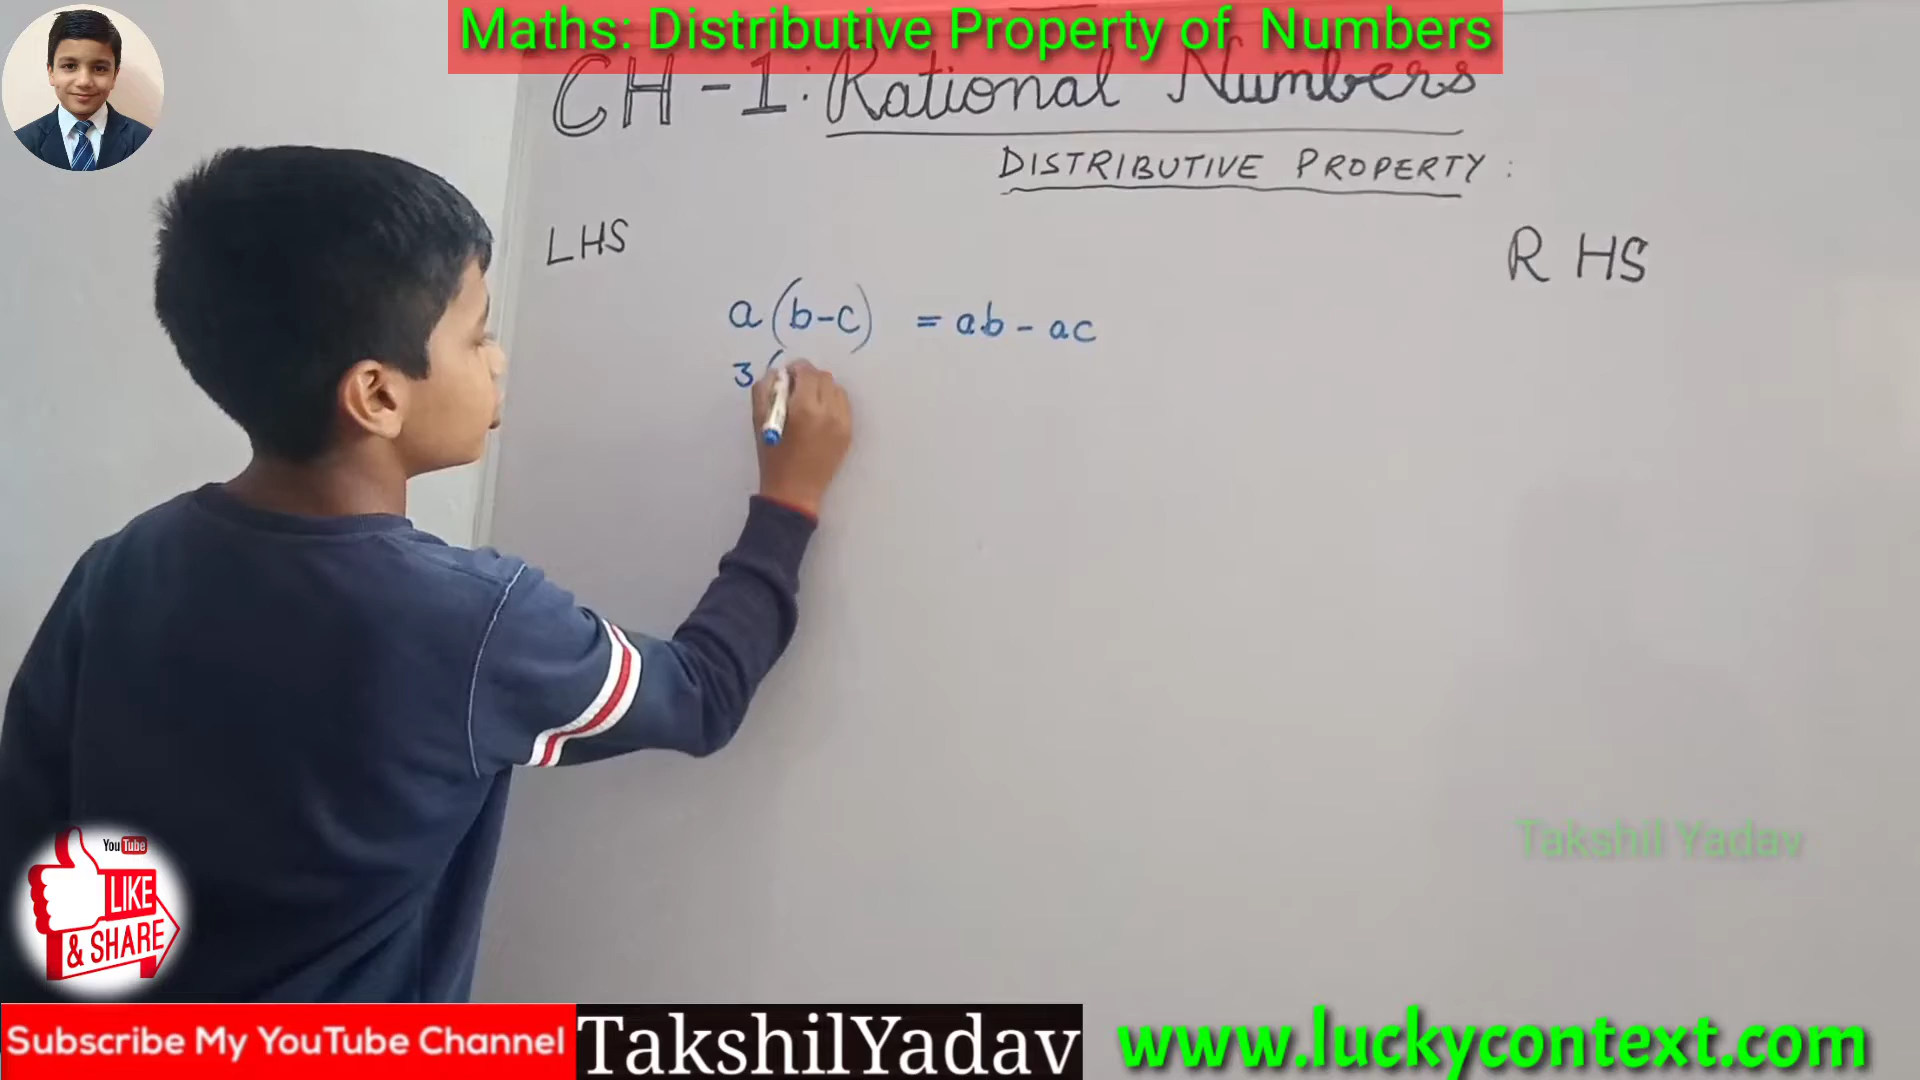 Maths: Distributive Property of Numbers
CH-1: Rational Numbers
DISTRIBUTIVE PROPERTY:
LHS
RHS
a(b-c) = ab - ac
3(
Takshil Yadav
YouTube
LIKE
& SHARE
Subscribe My YouTube Channel
TakshilYadav
www.luckycontext.com